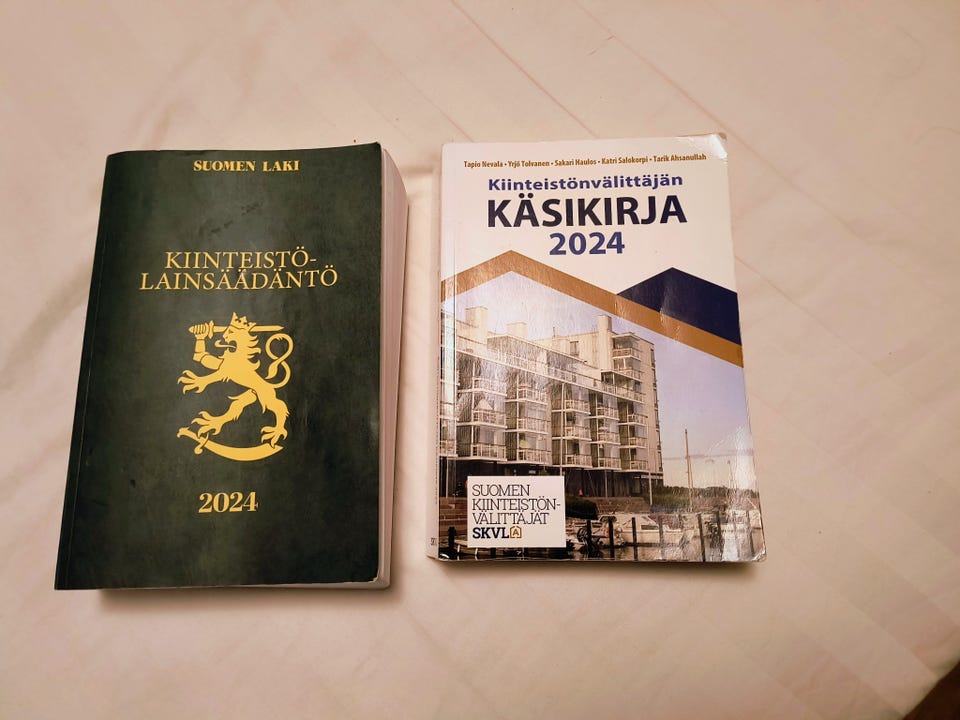 SUOMEN LAKI
KIINTEISTÖ-
LAINSÄÄDÄNTÖ
2024
Tapio Nevala • Yrjö Tolvanen • Sakari Haulos • Katri Salokorpi • Tarik Ahsanullah
Kiinteistönvälittäjän
KÄSIKIRJA
2024
SUOMEN
KIINTEISTÖN-
VÄLITTÄJÄT
SKVL